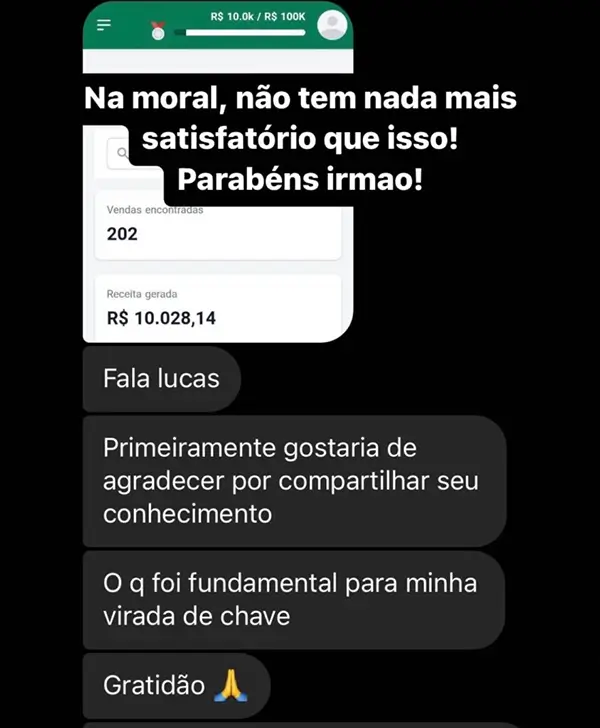 R$ 10.0k / R$ 100K
Na moral, não tem nada mais
satisfatório que isso!
Parabéns irmao!
Vendas encontradas
202
Receita gerada
R$ 10.028,14
Fala lucas
Primeiramente gostaria de
agradecer por compartilhar seu
conhecimento
O q foi fundamental para minha
virada de chave
Gratidão 🙏